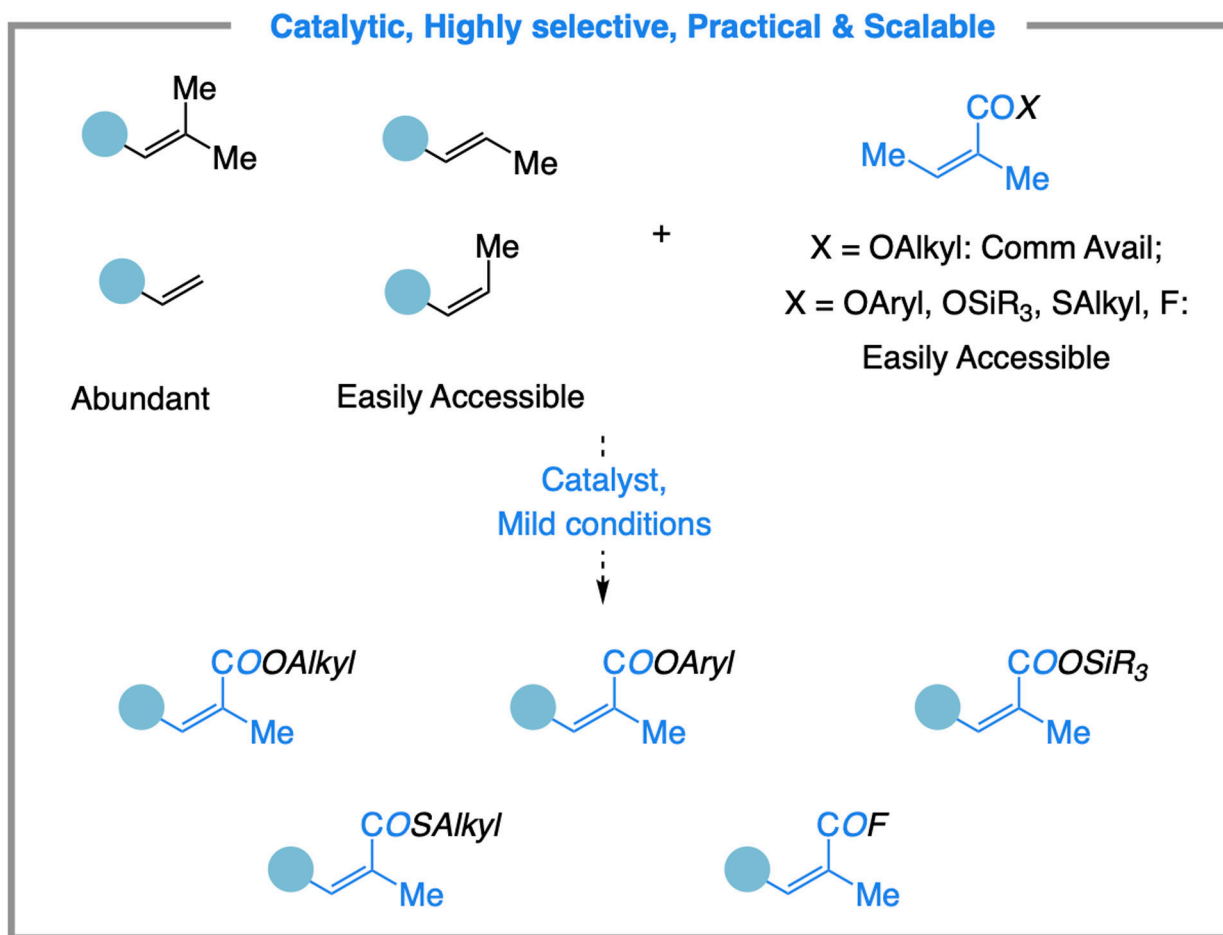 Catalytic, Highly selective, Practical & Scalable
Me
Me
Me
COX
Me
Me
Me
+
X = OAlkyl: Comm Avail;
X = OAryl, OSiR₃, SAlkyl, F:
Easily Accessible
Abundant
Easily Accessible
Catalyst,
Mild conditions
COOAlkyl
Me
COOAryl
Me
COOSiR₃
Me
COSAlkyl
Me
COF
Me